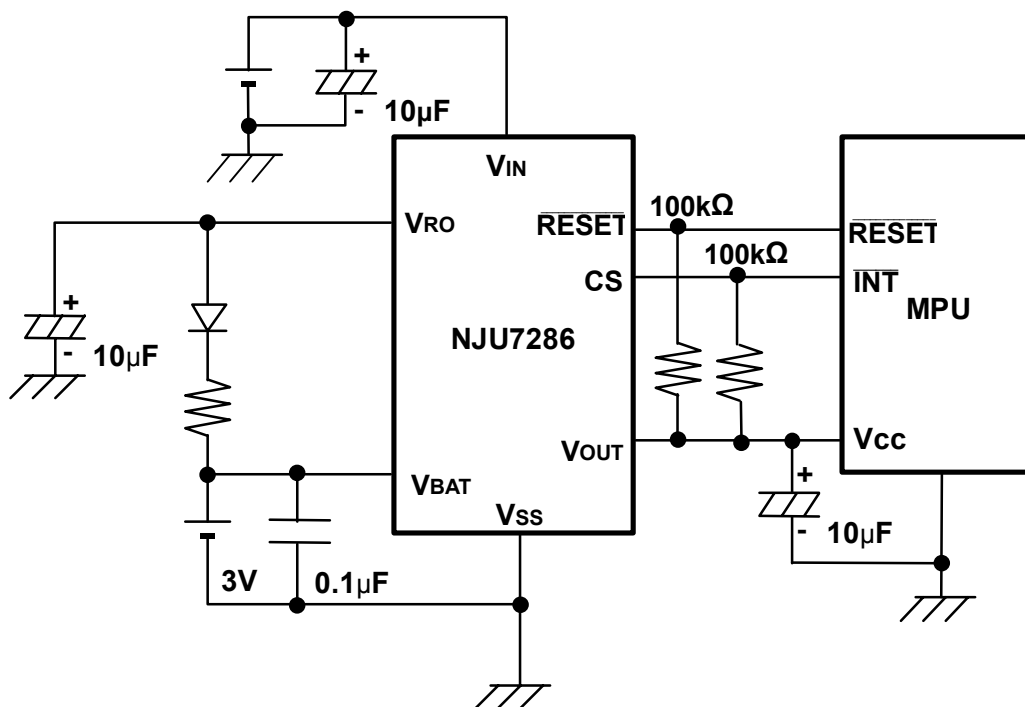 +
-
10μF
VIN
VRO
RESET
100kΩ
RESET
100kΩ
CS
INT
MPU
+
-
10μF
NJU7286
VOUT
Vcc
VBAT
+
-
10μF
VSS
3V
0.1μF